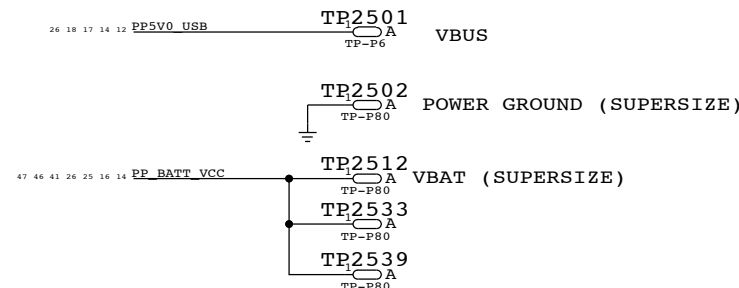 TP2501
26 18 17 14 12 PP5V0_USB 1 A VBUS
TP-P6
TP2502
1 A POWER GROUND (SUPERSIZE)
TP-P80
TP2512
47 46 41 26 25 16 14 PP_BATT_VCC 1 A VBAT (SUPERSIZE)
TP-P80
TP2533
1 A
TP-P80
TP2539
1 A
TP-P80